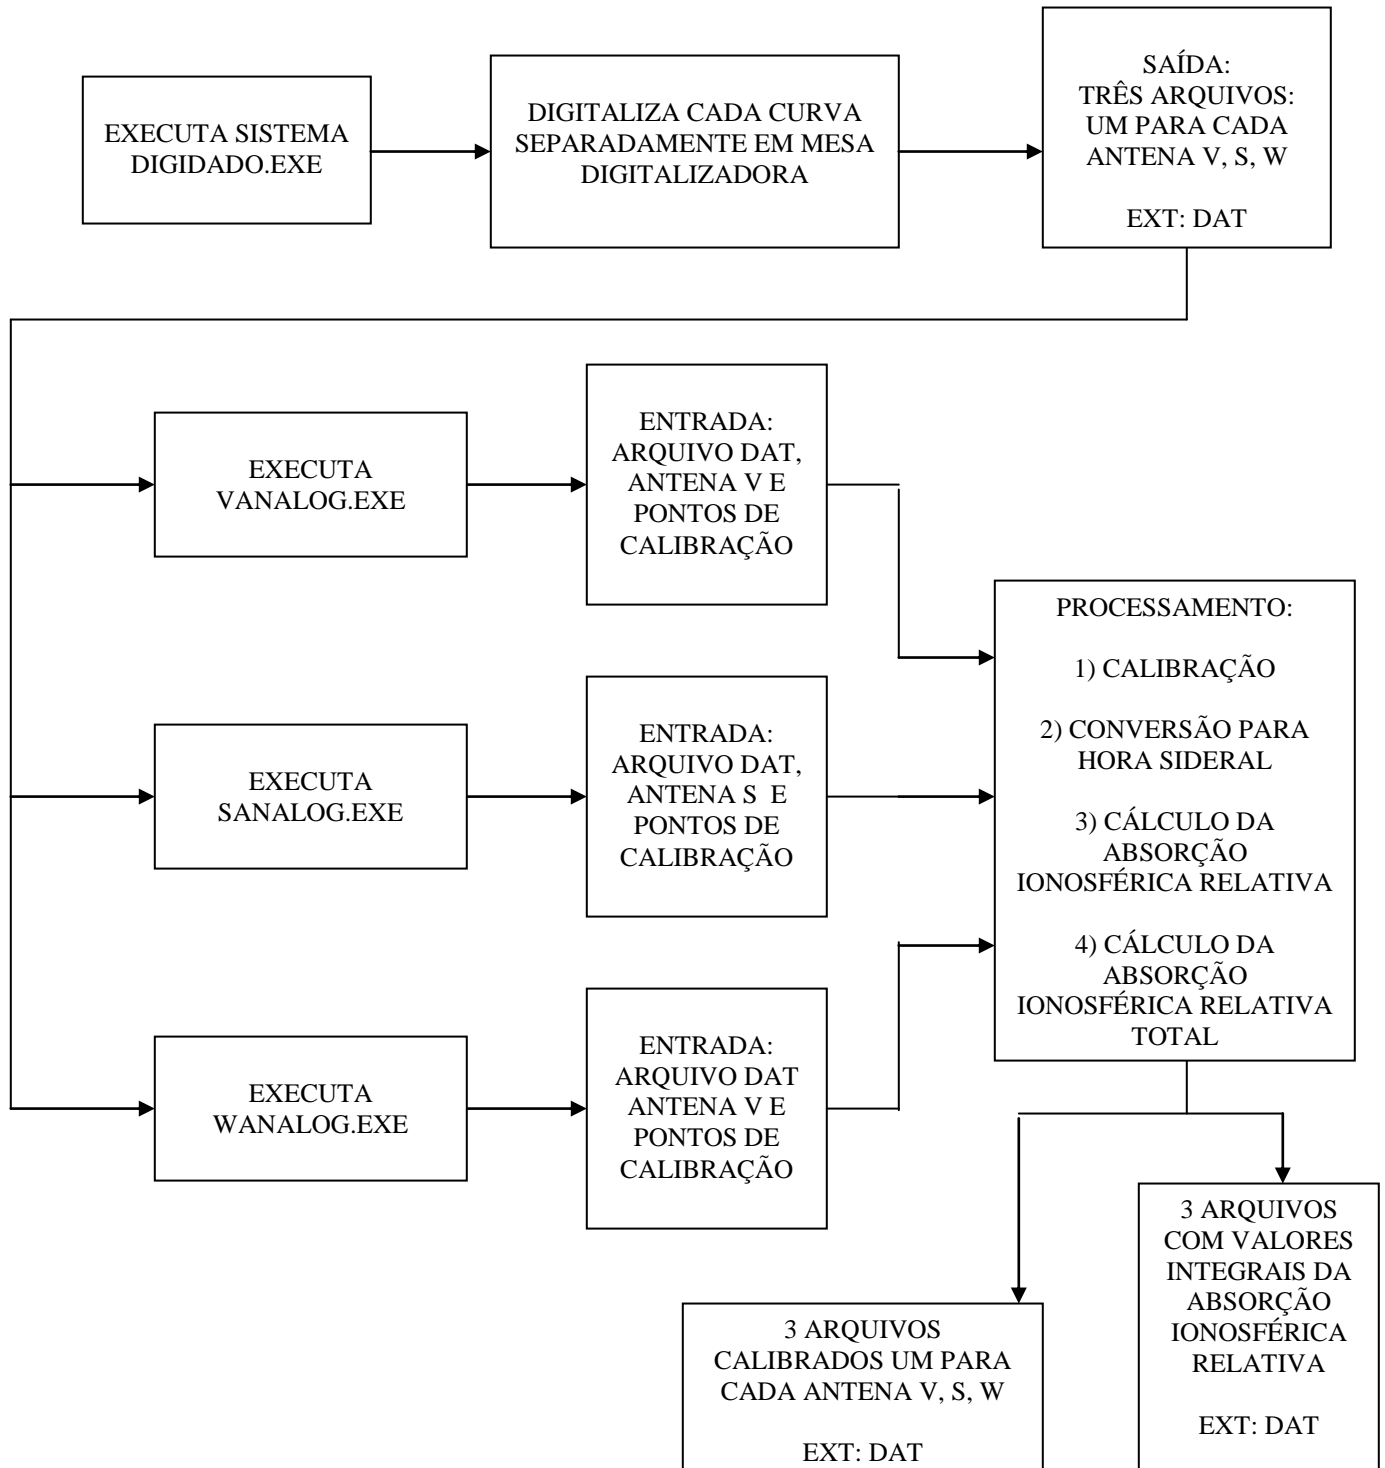 EXECUTA SISTEMA
DIGIDADO.EXE
DIGITALIZA CADA CURVA
SEPARADAMENTE EM MESA
DIGITALIZADORA
SAÍDA:
TRÊS ARQUIVOS:
UM PARA CADA
ANTENA V, S, W
EXT: DAT
EXECUTA
VANALOG.EXE
ENTRADA:
ARQUIVO DAT,
ANTENA V E
PONTOS DE
CALIBRAÇÃO
EXECUTA
SANALOG.EXE
ENTRADA:
ARQUIVO DAT,
ANTENA S E
PONTOS DE
CALIBRAÇÃO
EXECUTA
WANALOG.EXE
ENTRADA:
ARQUIVO DAT
ANTENA V E
PONTOS DE
CALIBRAÇÃO
PROCESSAMENTO:
1) CALIBRAÇÃO
2) CONVERSÃO PARA
HORA SIDERAL
3) CÁLCULO DA
ABSORÇÃO
IONOSFÉRICA RELATIVA
4) CÁLCULO DA
ABSORÇÃO
IONOSFÉRICA RELATIVA
TOTAL
3 ARQUIVOS
CALIBRADOS UM PARA
CADA ANTENA V, S, W
EXT: DAT
3 ARQUIVOS
COM VALORES
INTEGRAIS DA
ABSORÇÃO
IONOSFÉRICA
RELATIVA
EXT: DAT